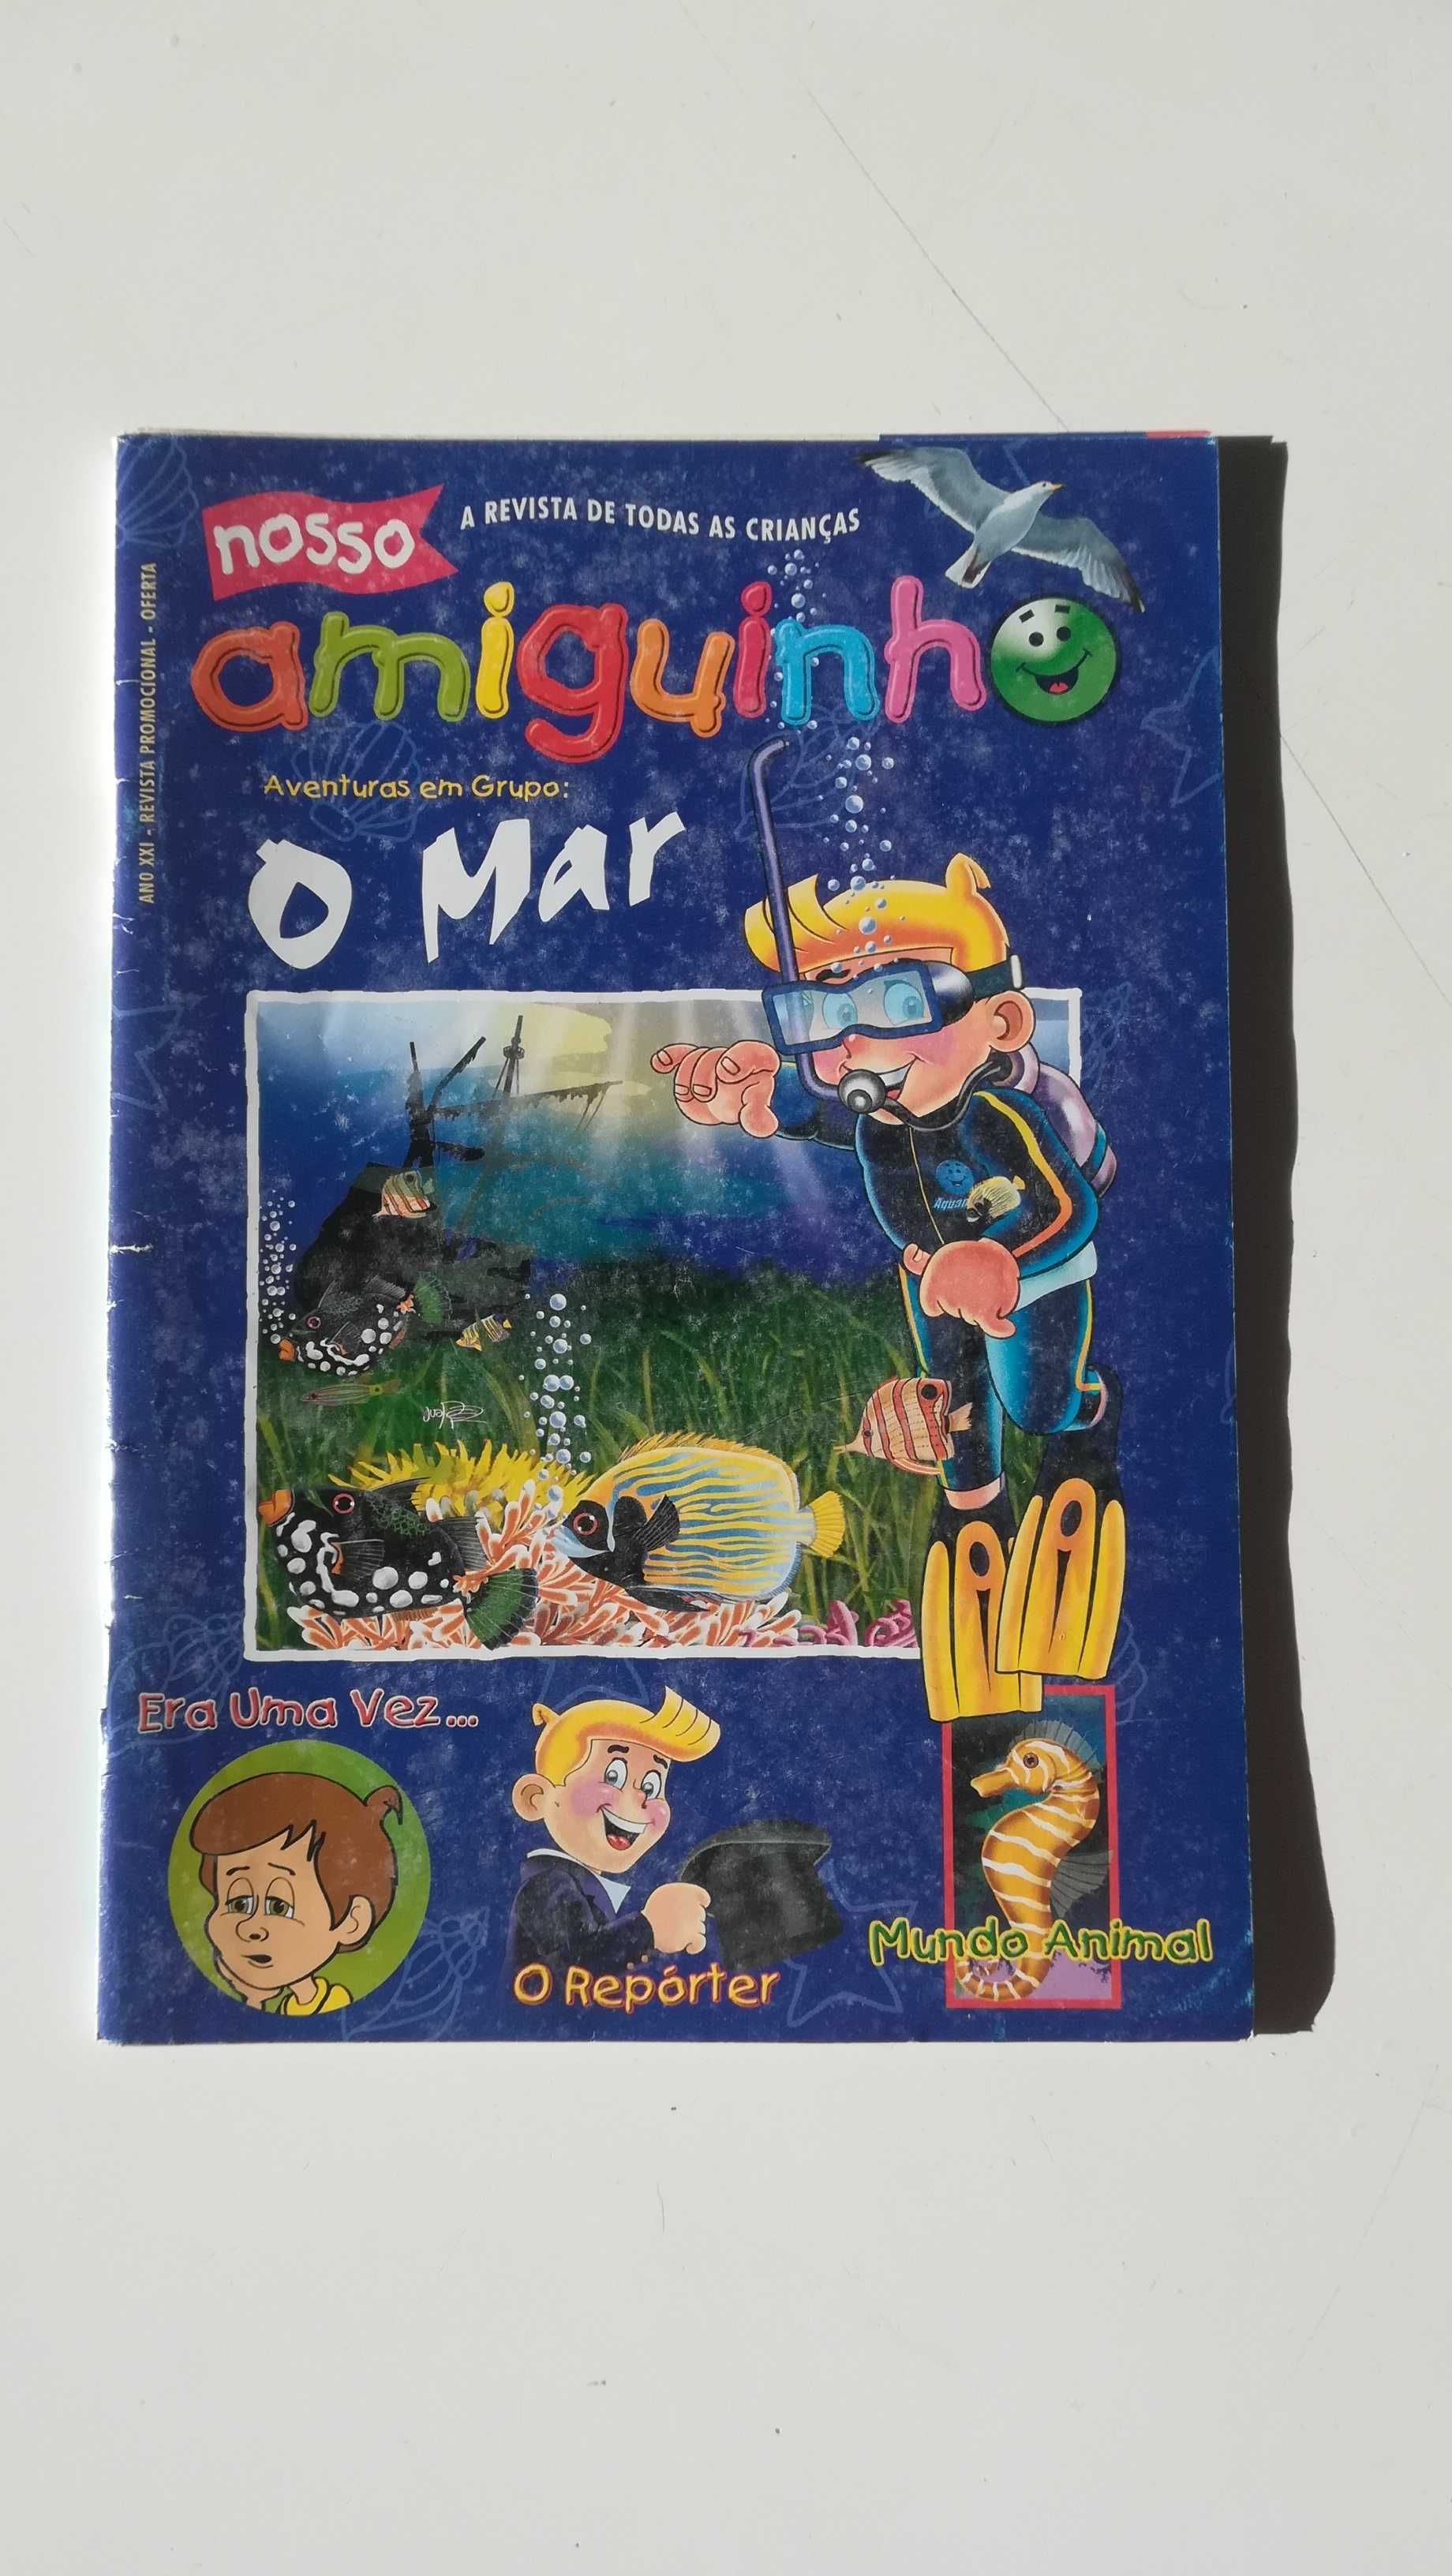 nosso
A REVISTA DE TODAS AS CRIANÇAS
amiguinho
ANO XXI - REVISTA PROMOCIONAL - OFERTA
Aventuras em Grupo:
O Mar
Era Uma Vez...
O Repórter
Mundo Animal